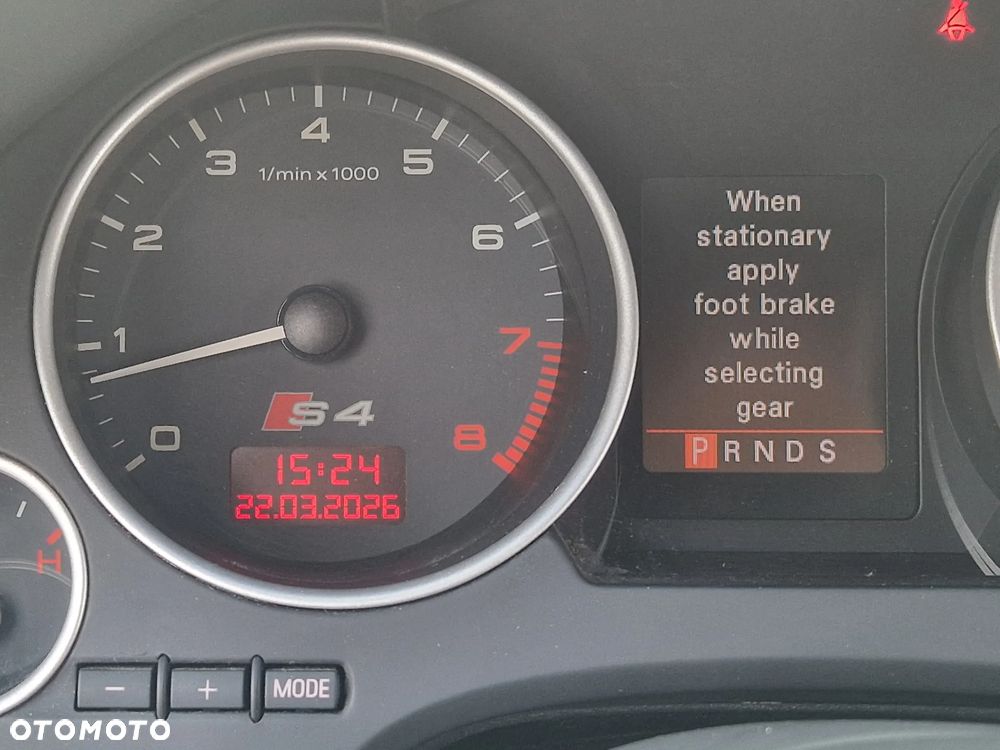 4
3
5
1/min x 1000
2
6
1
7
S4
0
8
15:24
22.03.2026
H
When
stationary
apply
foot brake
while
selecting
gear
P R N D S
−
+
MODE
OTOMOTO